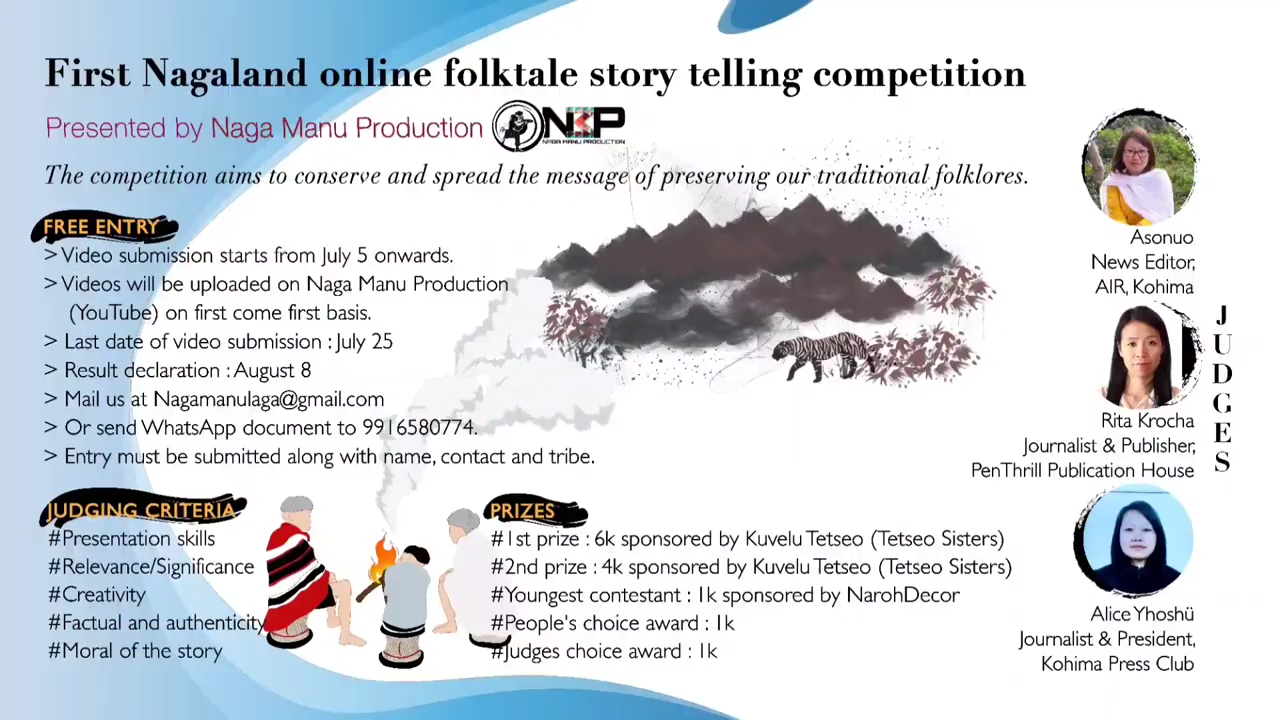 First Nagaland online folktale story telling competition
Presented by Naga Manu Production
NMP
NAGA MANU PRODUCTION
The competition aims to conserve and spread the message of preserving our traditional folklores.
FREE ENTRY
> Video submission starts from July 5 onwards.
> Videos will be uploaded on Naga Manu Production
(YouTube) on first come first basis.
> Last date of video submission : July 25
> Result declaration : August 8
> Mail us at Nagamanulaga@gmail.com
> Or send WhatsApp document to 9916580774.
> Entry must be submitted along with name, contact and tribe.
JUDGING CRITERIA
#Presentation skills
#Relevance/Significance
#Creativity
#Factual and authenticity
#Moral of the story
PRIZES
#1st prize : 6k sponsored by Kuvelu Tetseo (Tetseo Sisters)
#2nd prize : 4k sponsored by Kuvelu Tetseo (Tetseo Sisters)
#Youngest contestant : 1k sponsored by NarohDecor
#People's choice award : 1k
#Judges choice award : 1k
JUDGES
Asonuo
News Editor,
AIR, Kohima
Rita Krocha
Journalist & Publisher,
PenThrill Publication House
Alice Yhoshü
Journalist & President,
Kohima Press Club